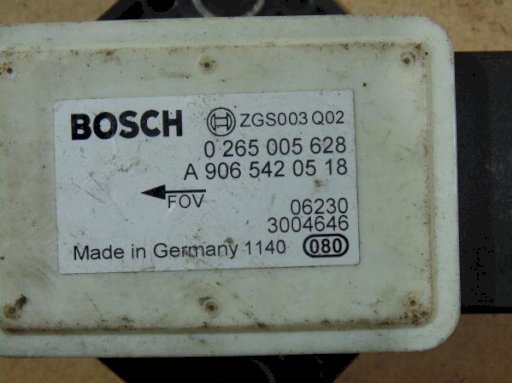 BOSCH ZGS003 Q02
0 265 005 628
A 906 542 05 18
FOV
06230
3004646
Made in Germany 1140 080